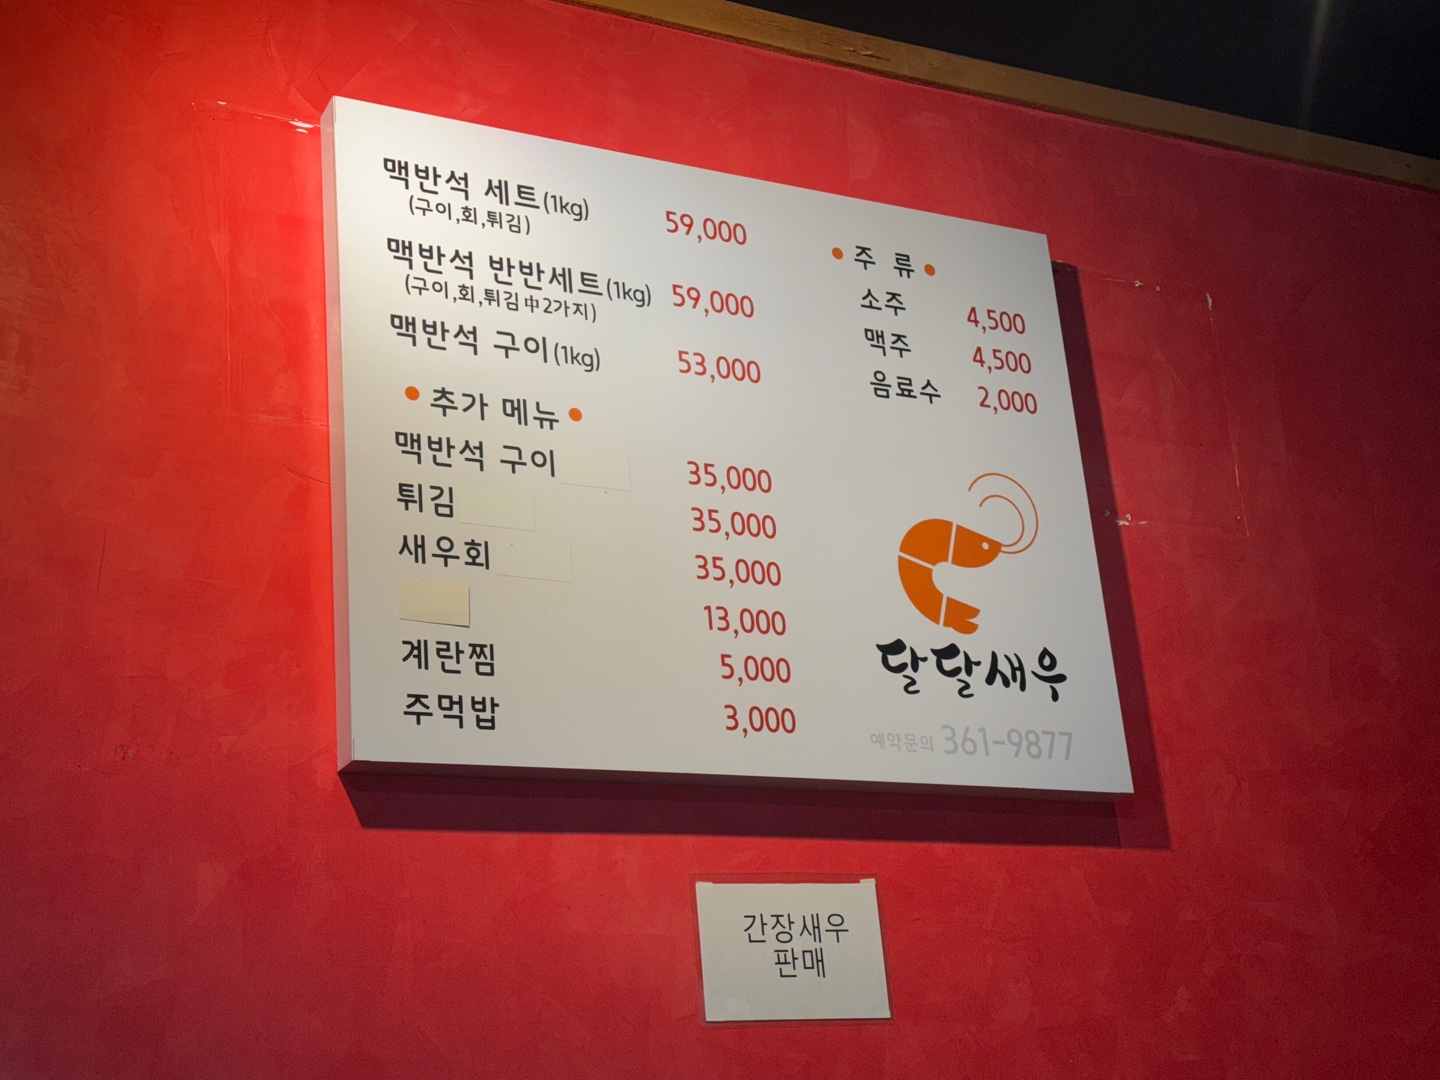 맥반석 세트(1kg) 59,000
(구이,회,튀김)
맥반석 반반세트(1kg) 59,000
(구이,회,튀김 中 2가지)
맥반석 구이(1kg) 53,000
• 추가 메뉴 •
맥반석 구이 35,000
튀김 35,000
새우회 35,000
13,000
계란찜 5,000
주먹밥 3,000
• 주 류 •
소주 4,500
맥주 4,500
음료수 2,000
달달새우
예약문의 361-9877
간장새우
판매